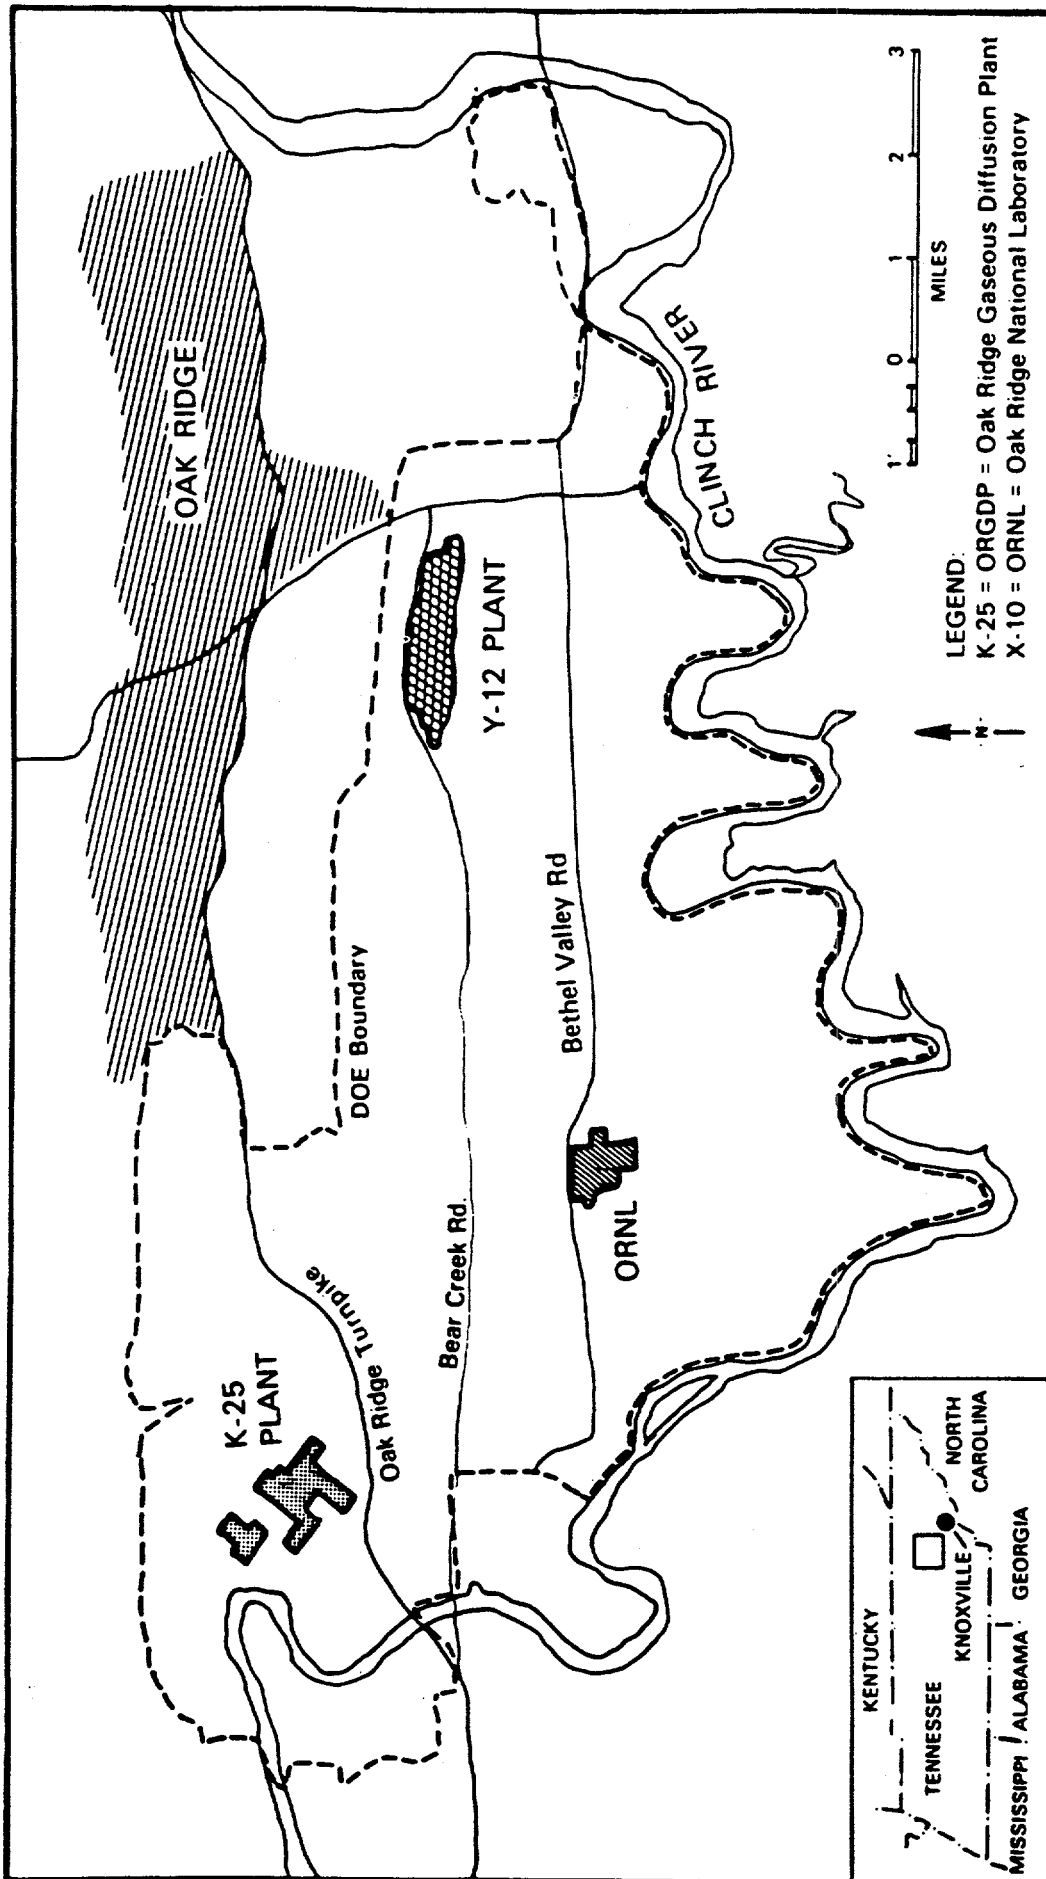 OAK RIDGE
K-25
PLANT
Oak Ridge Turnpike
DOE Boundary
Y-12 PLANT
Bear Creek Rd.
Bethel Valley Rd
ORNL
CLINCH RIVER
1 0 1 2 3
MILES
N
LEGEND:
K-25 = ORGDP = Oak Ridge Gaseous Diffusion Plant
X-10 = ORNL = Oak Ridge National Laboratory
KENTUCKY
TENNESSEE
KNOXVILLE
NORTH
CAROLINA
MISSISSIPPI
ALABAMA
GEORGIA